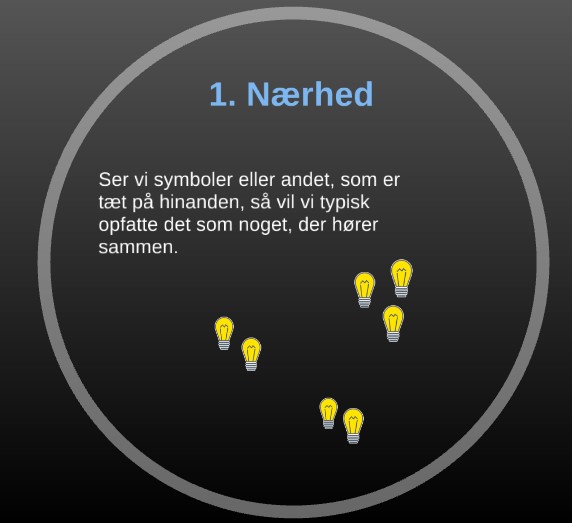 1. Nærhed
Ser vi symboler eller andet, som er
tæt på hinanden, så vil vi typisk
opfatte det som noget, der hører
sammen.